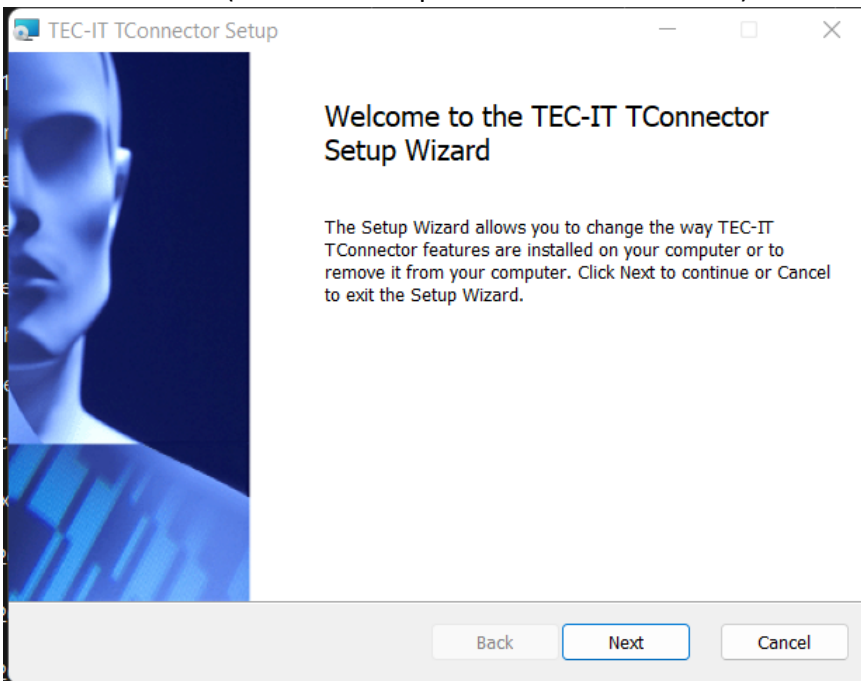 TEC-IT TConnector Setup
Welcome to the TEC-IT TConnector
Setup Wizard
The Setup Wizard allows you to change the way TEC-IT
TConnector features are installed on your computer or to
remove it from your computer. Click Next to continue or Cancel
to exit the Setup Wizard.
Back Next Cancel